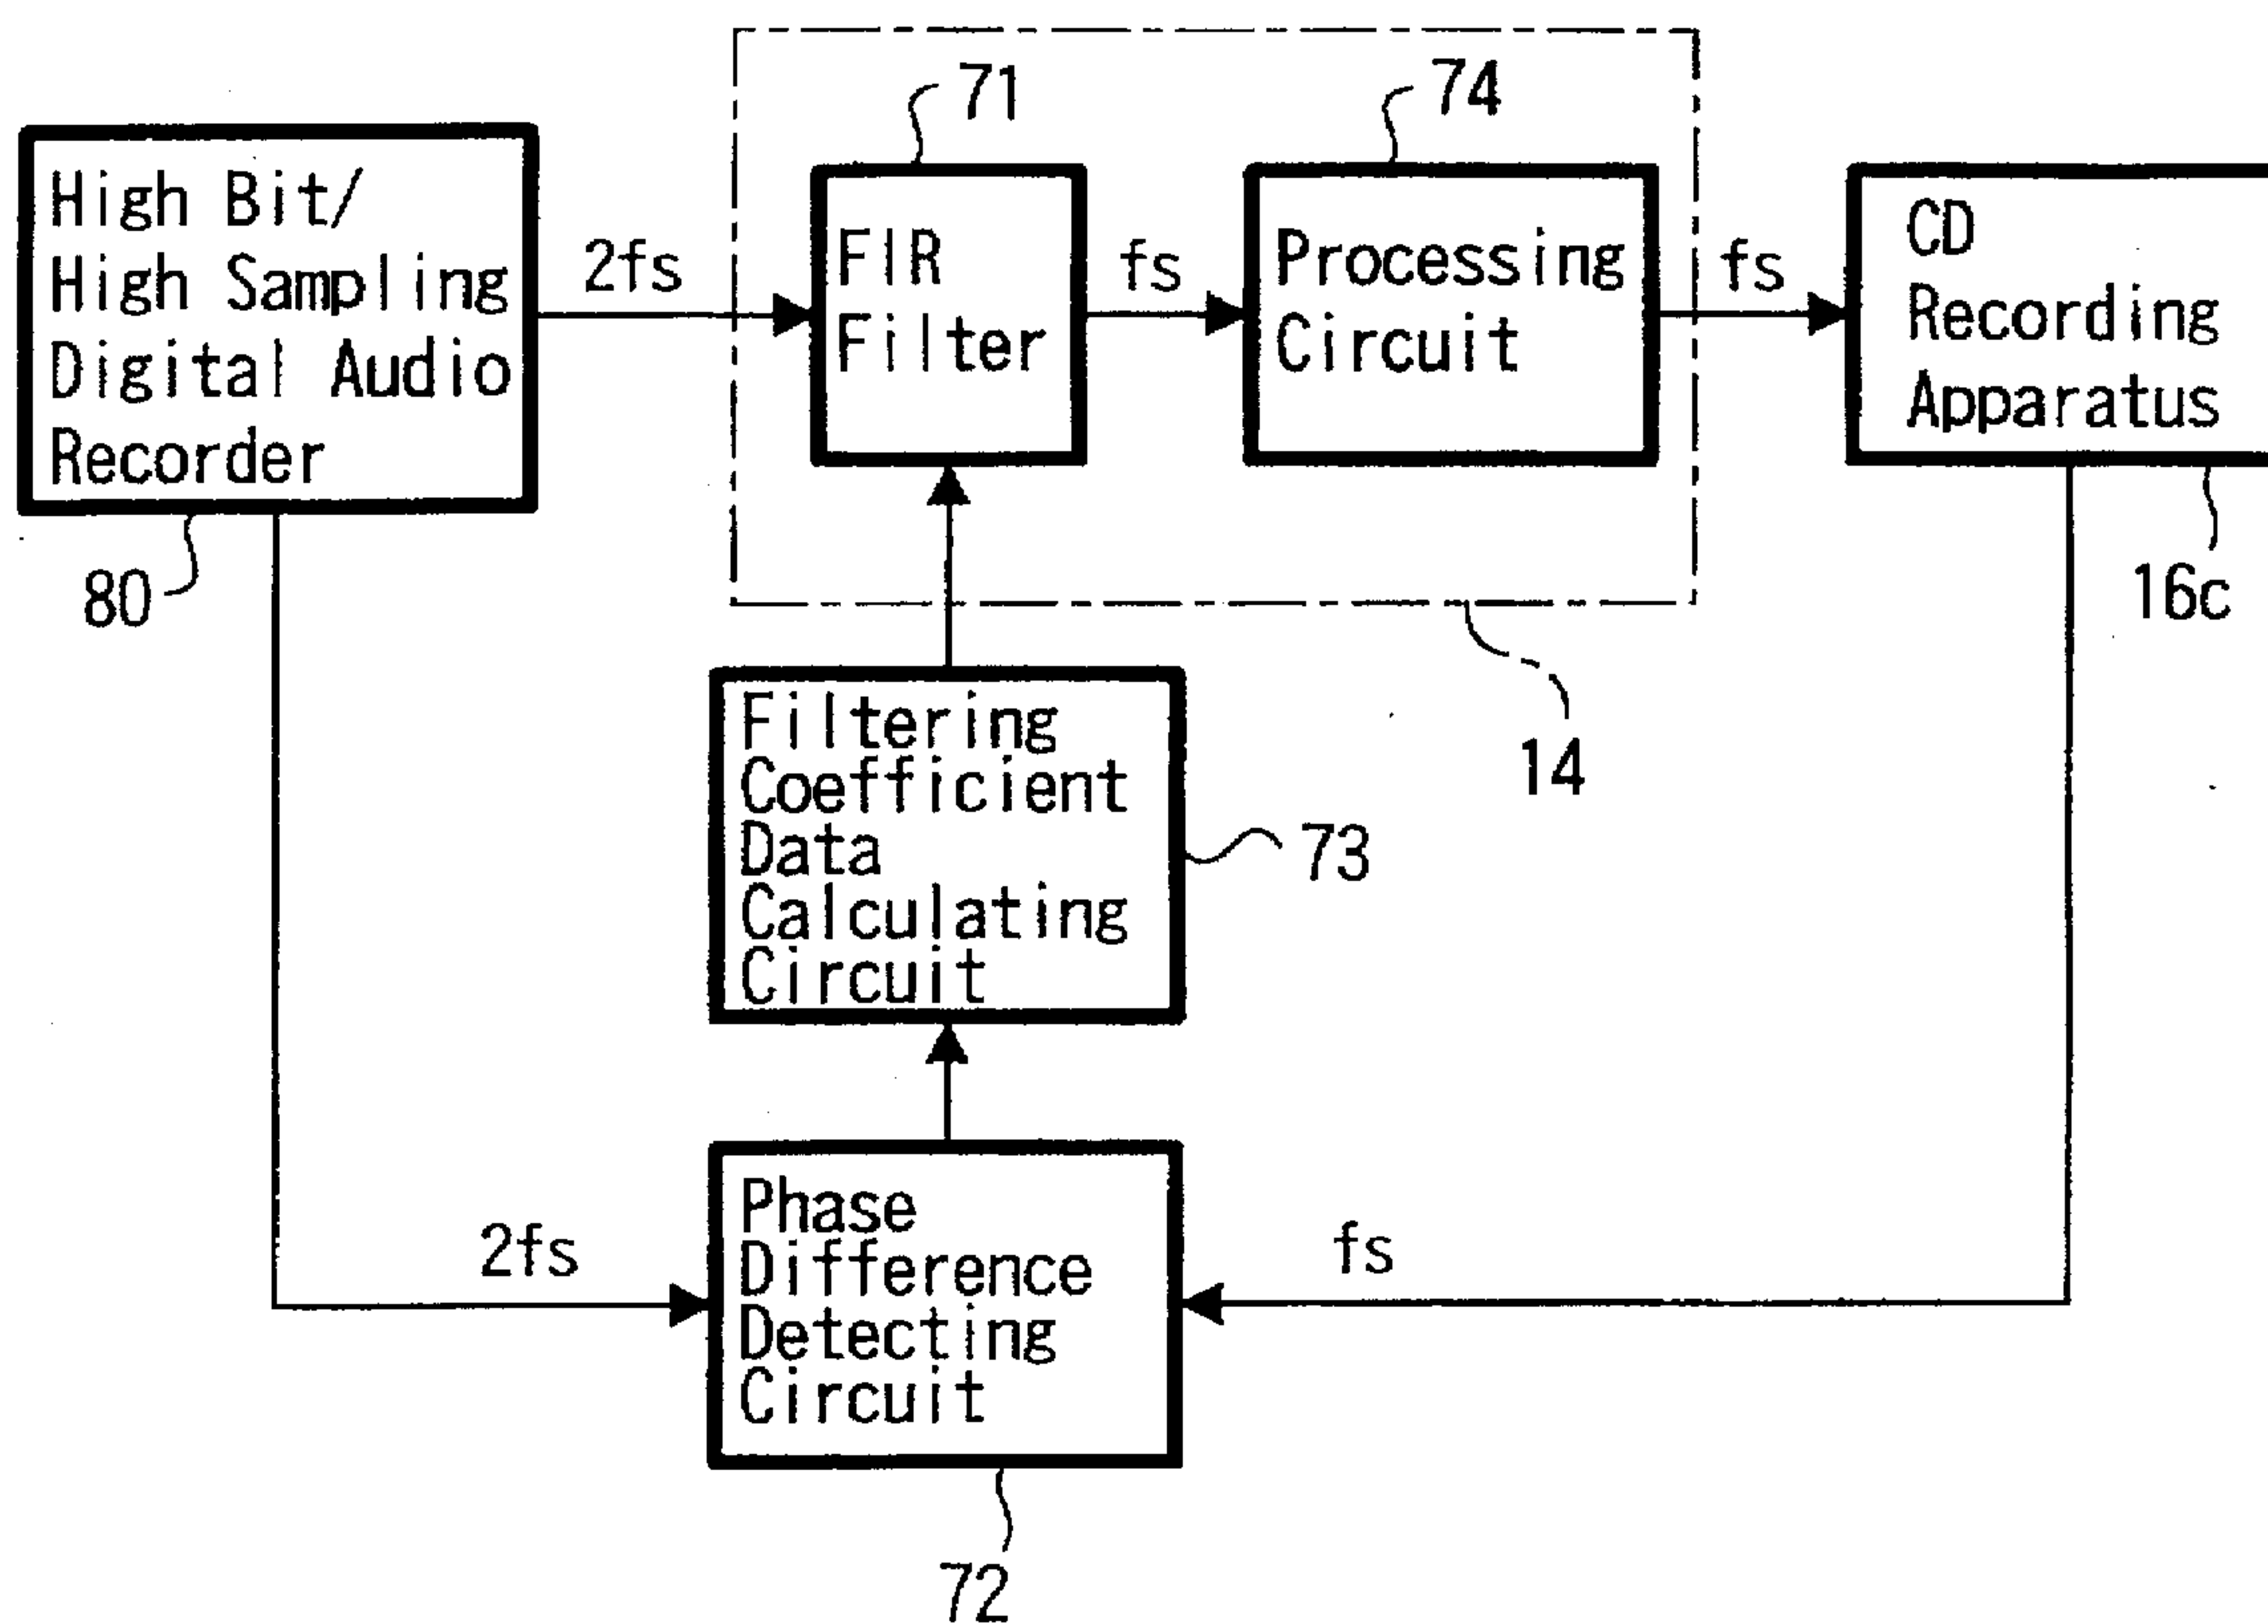 High Bit/
High Sampling
Digital Audio
Recorder
80
2fs
71
FIR
Filter
fs
74
Processing
Circuit
fs
CD
Recording
Apparatus
16c
14
Filtering
Coefficient
Data
Calculating
Circuit
73
2fs
Phase
Difference
Detecting
Circuit
fs
72